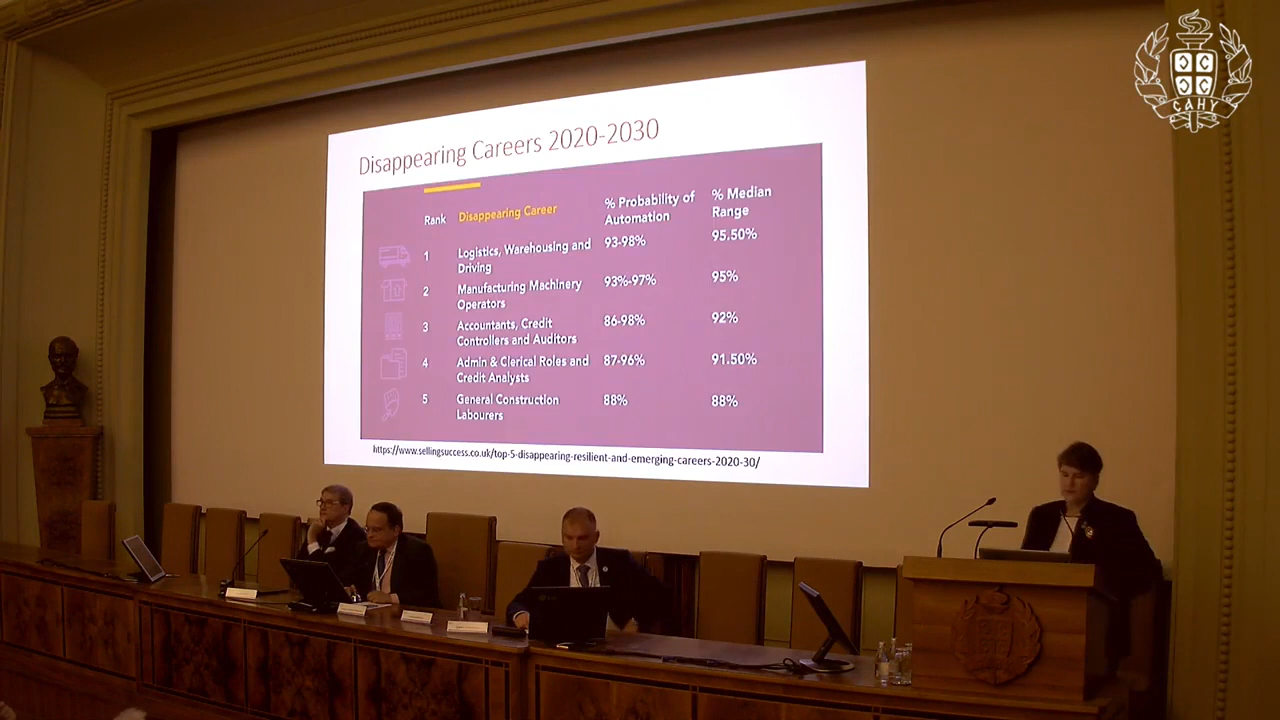 САНУ
Disappearing Careers 2020-2030
Rank Disappearing Career % Probability of Automation % Median Range
1 Logistics, Warehousing and Driving 93-98% 95.50%
2 Manufacturing Machinery Operators 93%-97% 95%
3 Accountants, Credit Controllers and Auditors 86-98% 92%
4 Admin & Clerical Roles and Credit Analysts 87-96% 91.50%
5 General Construction Labourers 88% 88%
https://www.sellingsuccess.co.uk/top-5-disappearing-resilient-and-emerging-careers-2020-30/